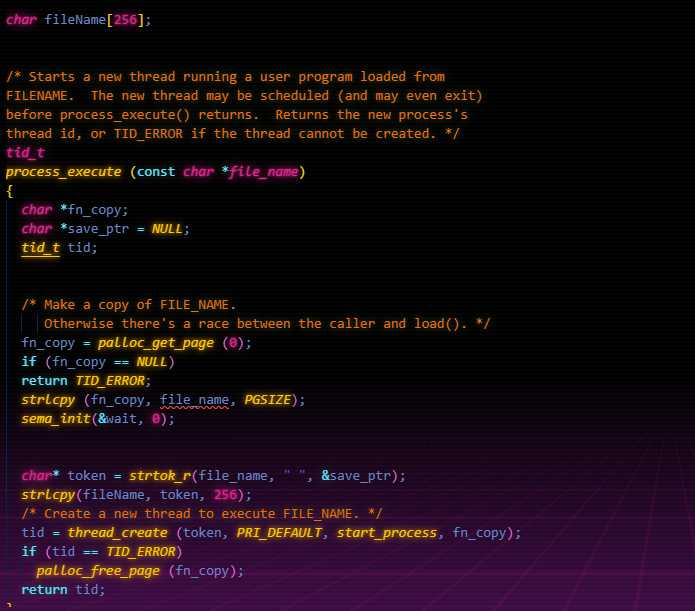 char fileName[256];
/* Starts a new thread running a user program loaded from
FILENAME.  The new thread may be scheduled (and may even exit)
before process_execute() returns.  Returns the new process's
thread id, or TID_ERROR if the thread cannot be created. */
tid_t
process_execute (const char *file_name)
{
  char *fn_copy;
  char *save_ptr = NULL;
  tid_t tid;
  /* Make a copy of FILE_NAME.
     Otherwise there's a race between the caller and load(). */
  fn_copy = palloc_get_page (0);
  if (fn_copy == NULL)
  return TID_ERROR;
  strlcpy (fn_copy, file_name, PGSIZE);
  sema_init(&wait, 0);
  char* token = strtok_r(file_name, " ", &save_ptr);
  strlcpy(fileName, token, 256);
  /* Create a new thread to execute FILE_NAME. */
  tid = thread_create (token, PRI_DEFAULT, start_process, fn_copy);
  if (tid == TID_ERROR)
    palloc_free_page (fn_copy);
  return tid;
}